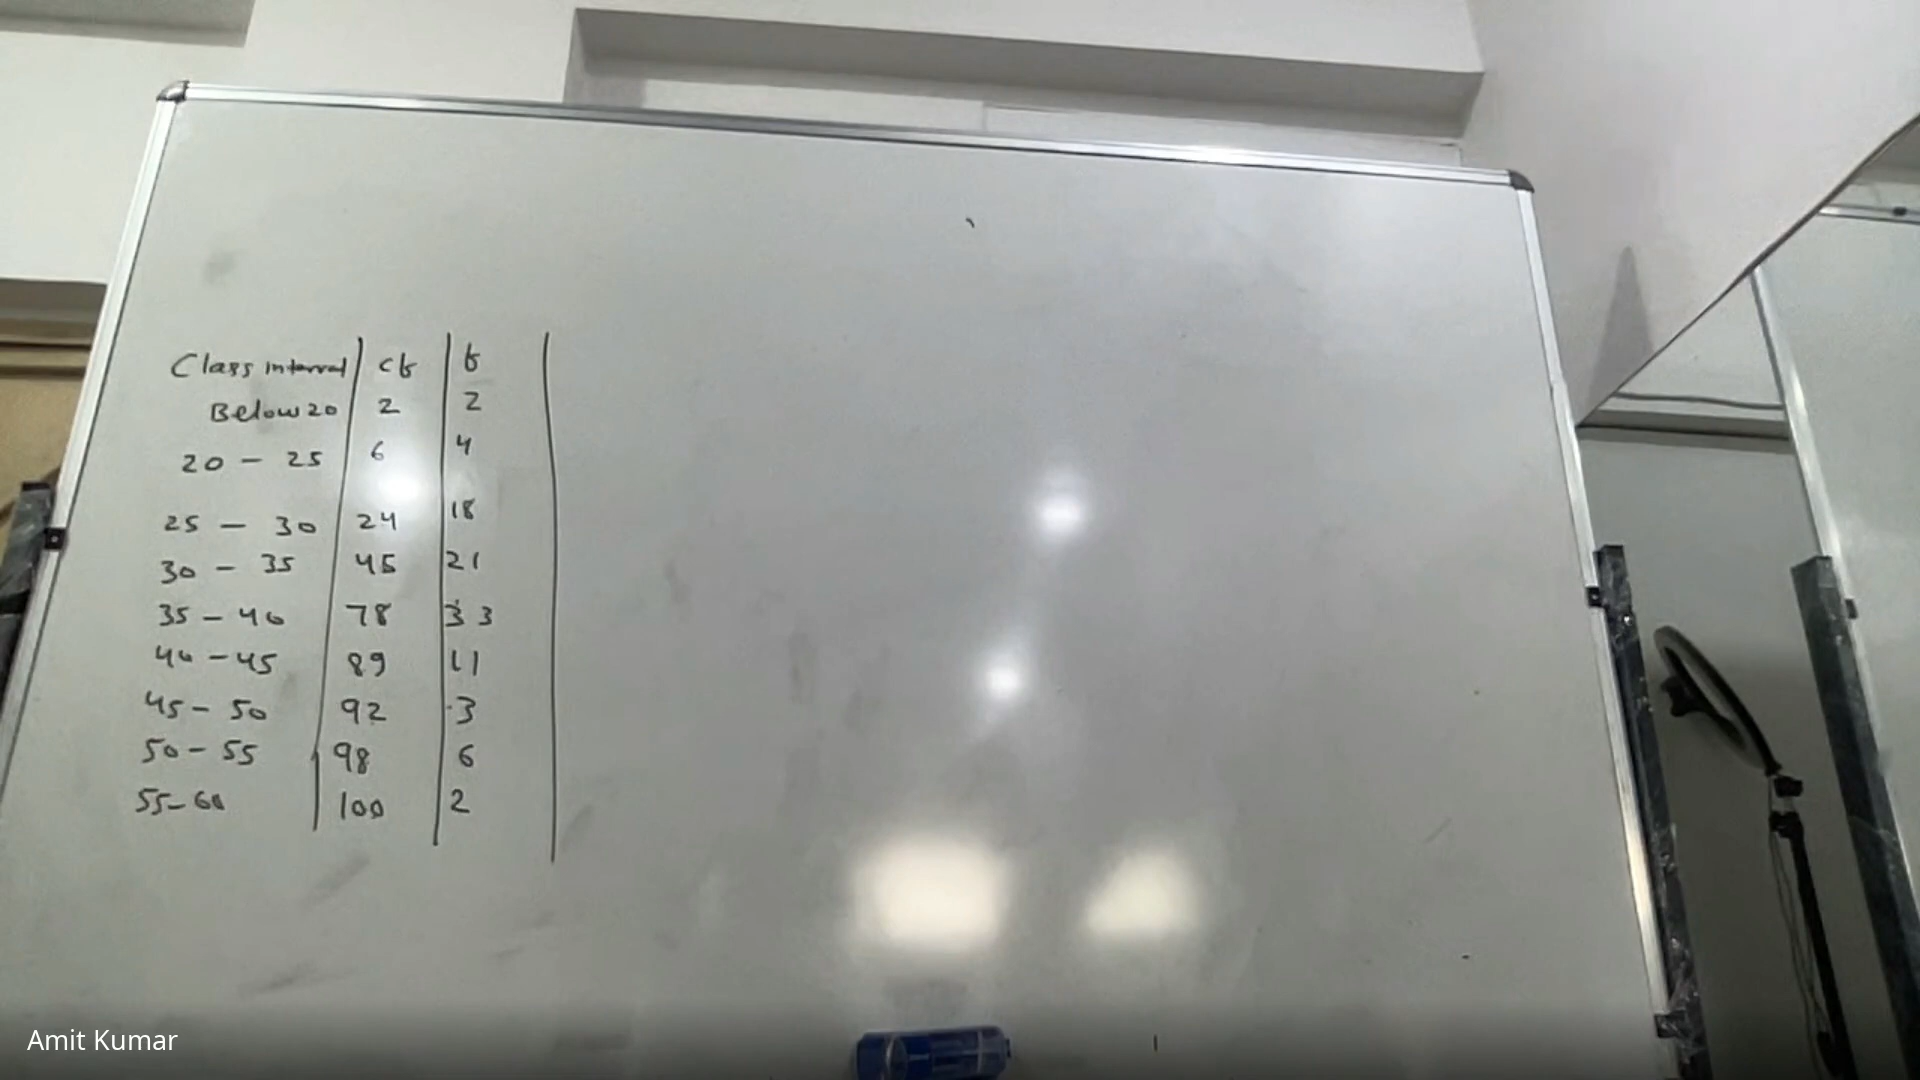 Class interval cf f
Below 20 2 2
20 - 25 6 4
25 - 30 24 18
30 - 35 45 21
35 - 40 78 33
40 - 45 89 11
45 - 50 92 3
50 - 55 98 6
55 - 60 100 2
Amit Kumar